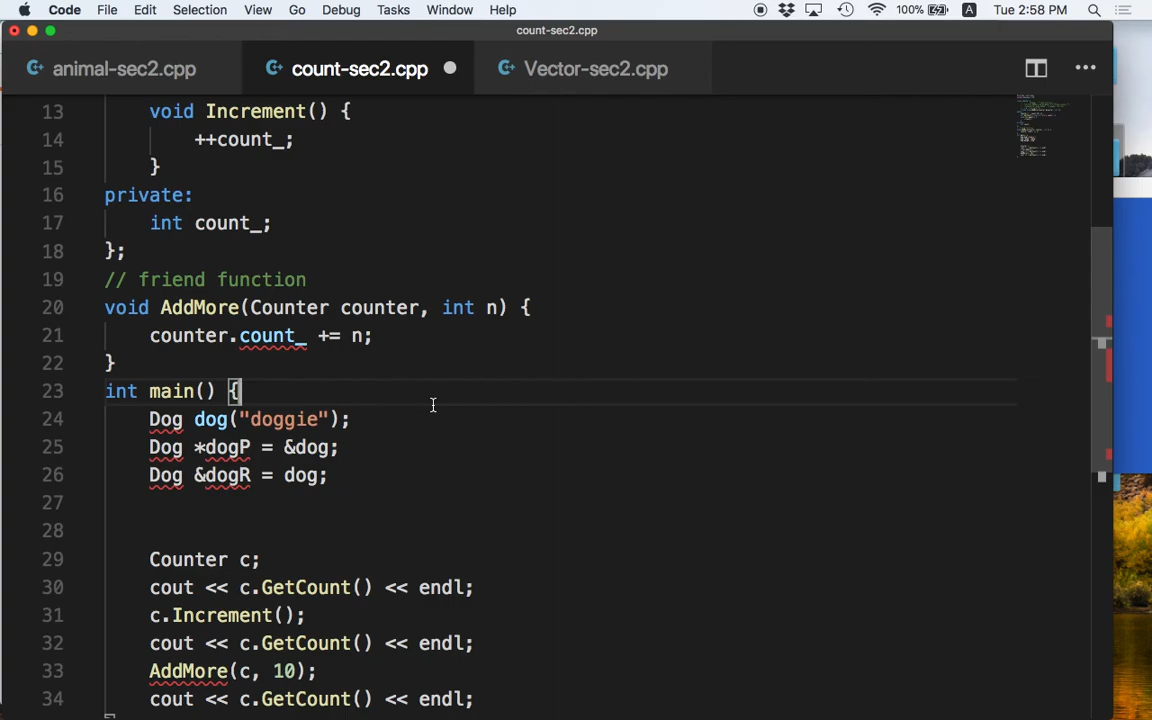 Code File Edit Selection View Go Debug Tasks Window Help 100% A Tue 2:58 PM
count-sec2.cpp
animal-sec2.cpp count-sec2.cpp Vector-sec2.cpp
13 void Increment() {
14 ++count_;
15 }
16 private:
17 int count_;
18 };
19 // friend function
20 void AddMore(Counter counter, int n) {
21 counter.count_ += n;
22 }
23 int main() {
24 Dog dog("doggie");
25 Dog *dogP = &dog;
26 Dog &dogR = dog;
27
28
29 Counter c;
30 cout << c.GetCount() << endl;
31 c.Increment();
32 cout << c.GetCount() << endl;
33 AddMore(c, 10);
34 cout << c.GetCount() << endl;